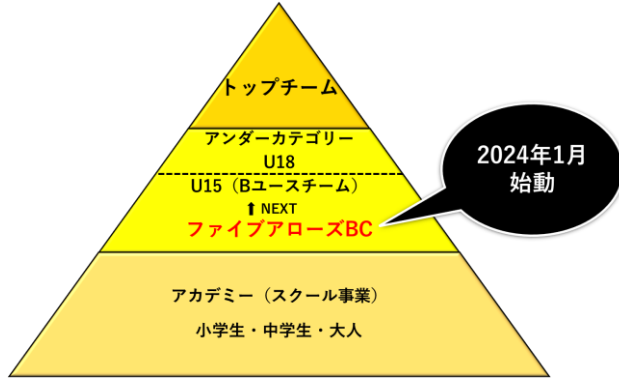 トップチーム
アンダーカテゴリー
U18
U15（Bユースチーム）
⬆ NEXT
ファイブアローズBC
2024年1月
始動
アカデミー（スクール事業）
小学生・中学生・大人